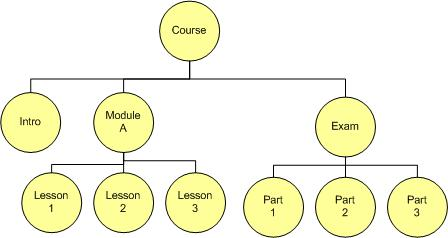 Course
Intro
Module
A
Exam
Lesson
1
Lesson
2
Lesson
3
Part
1
Part
2
Part
3